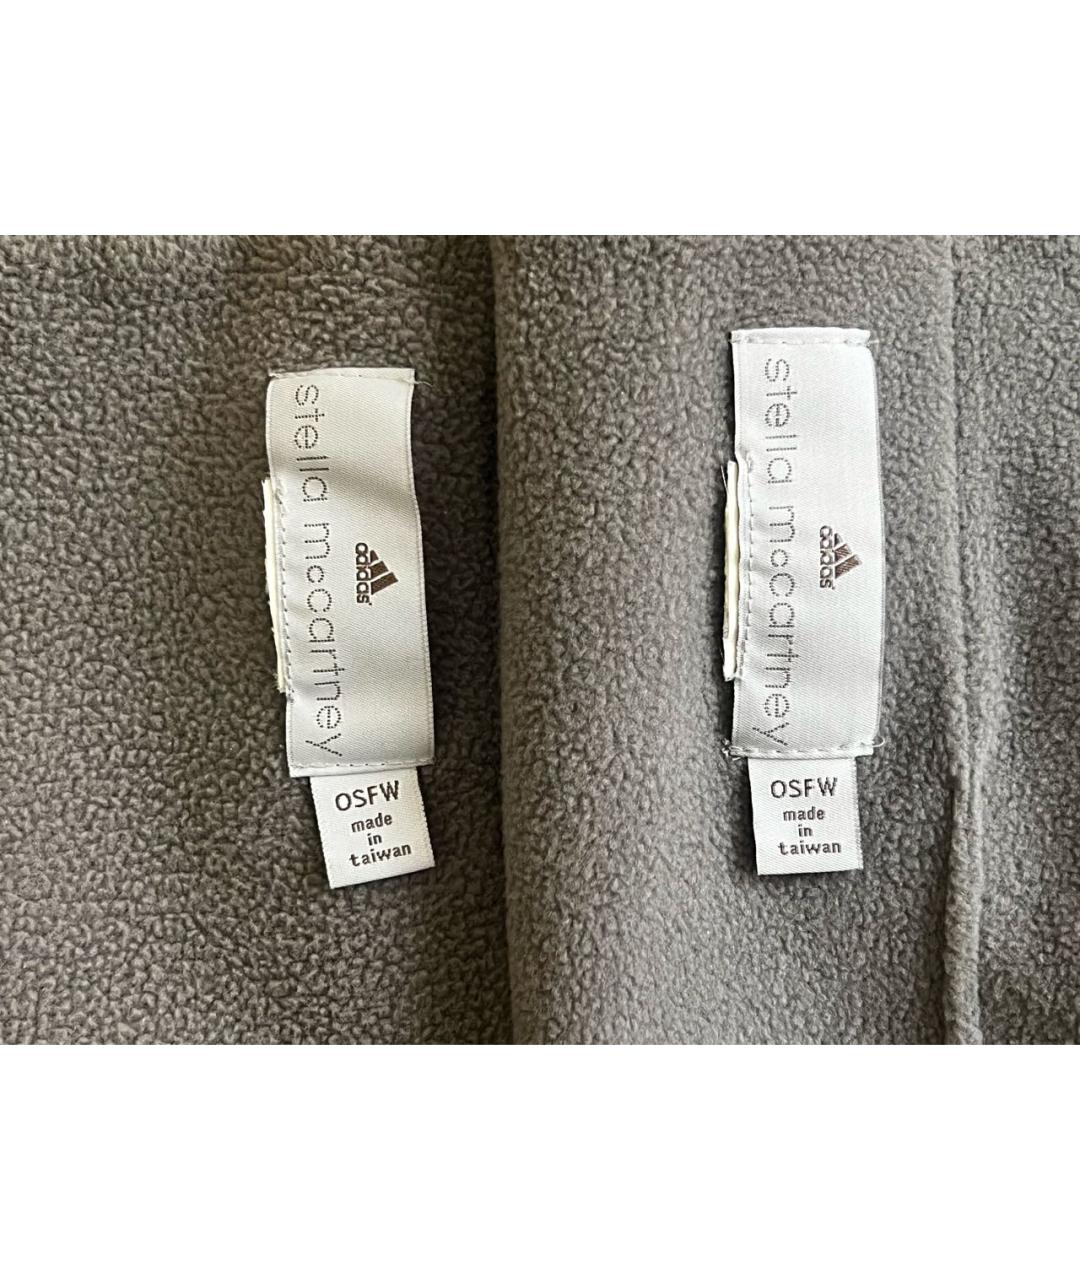 adidas
stella mccartney
OSFW
made
in
taiwan
adidas
stella mccartney
OSFW
made
in
taiwan